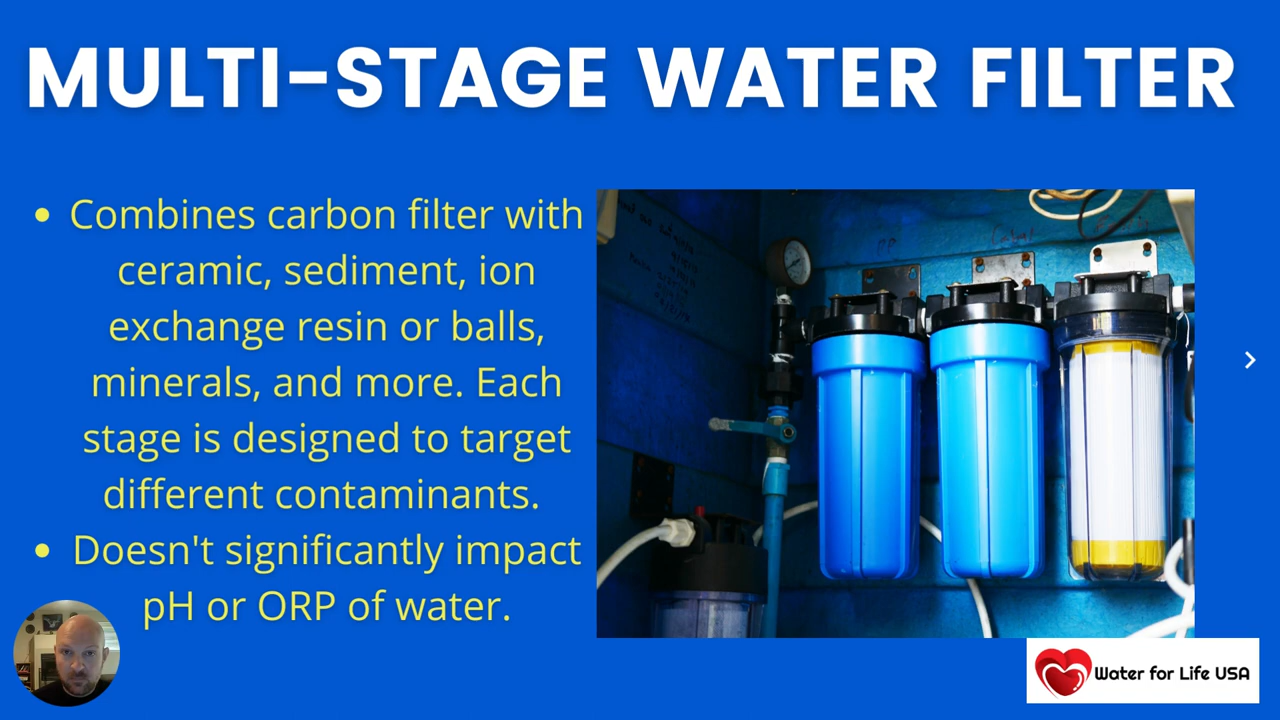 MULTI-STAGE WATER FILTER
• Combines carbon filter with
ceramic, sediment, ion
exchange resin or balls,
minerals, and more. Each
stage is designed to target
different contaminants.
• Doesn't significantly impact
pH or ORP of water.
Water for Life USA